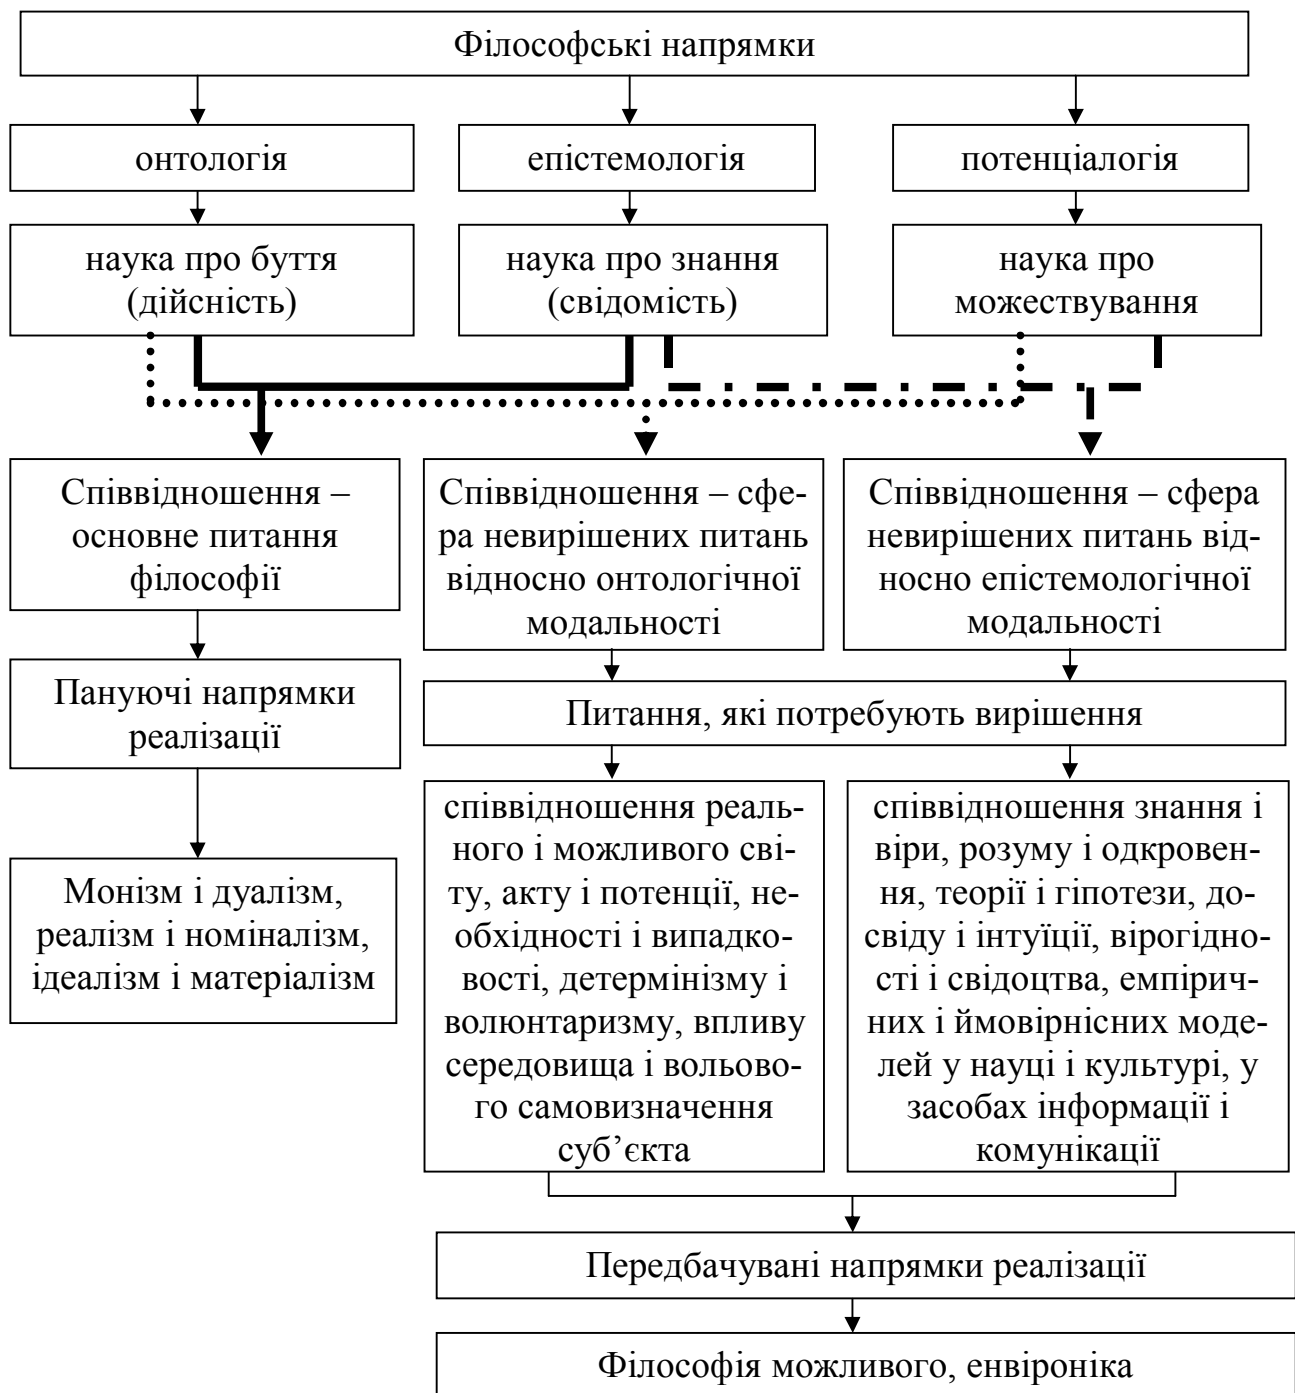 Філософські напрямки
онтологія
епістемологія
потенціалогія
наука про буття
(дійсність)
наука про знання
(свідомість)
наука про
можествування
Співвідношення –
основне питання
філософії
Співвідношення – сфе-
ра невирішених питань
відносно онтологічної
модальності
Співвідношення – сфера
невирішених питань від-
носно епістемологічної
модальності
Пануючі напрямки
реалізації
Питання, які потребують вирішення
Монізм і дуалізм,
реалізм і номіналізм,
ідеалізм і матеріалізм
співвідношення реаль-
ного і можливого сві-
ту, акту і потенції, не-
обхідності і випадко-
вості, детермінізму і
волюнтаризму, впливу
середовища і вольово-
го самовизначення
суб’єкта
співвідношення знання і
віри, розуму і одкровен-
ня, теорії і гіпотези, до-
свіду і інтуїції, вірогідно-
сті і свідоцтва, емпірич-
них і ймовірнісних моде-
лей у науці і культурі, у
засобах інформації і
комунікації
Передбачувані напрямки реалізації
Філософія можливого, енвіроніка